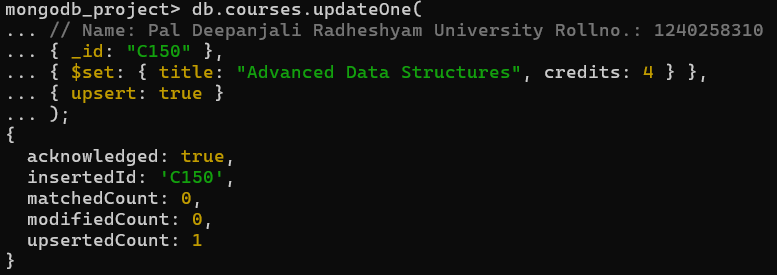 mongodb_project> db.courses.updateOne(
... // Name: Pal Deepanjali Radheshyam University Rollno.: 1240258310
... { _id: "C150" },
... { $set: { title: "Advanced Data Structures", credits: 4 } },
... { upsert: true }
... );
{
  acknowledged: true,
  insertedId: 'C150',
  matchedCount: 0,
  modifiedCount: 0,
  upsertedCount: 1
}